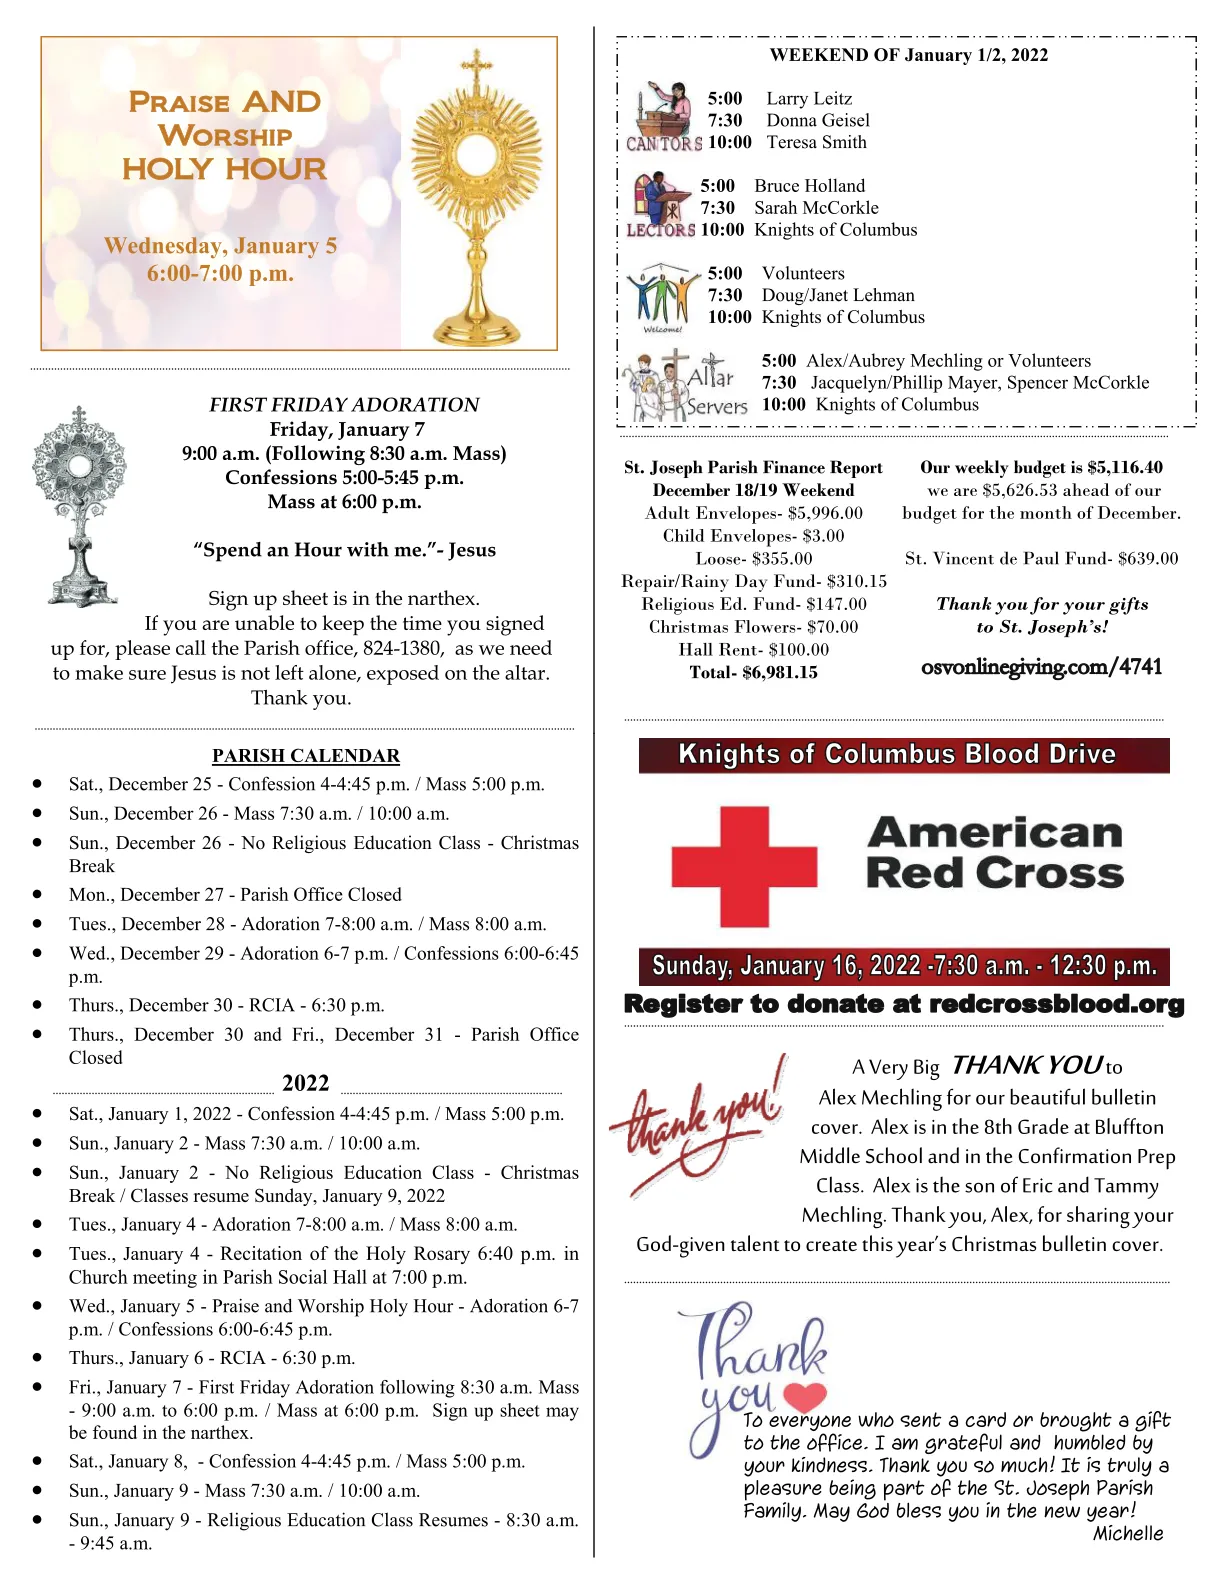 PRAISE AND
WORSHIP
HOLY HOUR
Wednesday, January 5
6:00-7:00 p.m.
FIRST FRIDAY ADORATION
Friday, January 7
9:00 a.m. (Following 8:30 a.m. Mass)
Confessions 5:00-5:45 p.m.
Mass at 6:00 p.m.
“Spend an Hour with me.”- Jesus
Sign up sheet is in the narthex.
If you are unable to keep the time you signed
up for, please call the Parish office, 824-1380, as we need
to make sure Jesus is not left alone, exposed on the altar.
Thank you.
PARISH CALENDAR
• Sat., December 25 - Confession 4-4:45 p.m. / Mass 5:00 p.m.
• Sun., December 26 - Mass 7:30 a.m. / 10:00 a.m.
• Sun., December 26 - No Religious Education Class - Christmas
Break
• Mon., December 27 - Parish Office Closed
• Tues., December 28 - Adoration 7-8:00 a.m. / Mass 8:00 a.m.
• Wed., December 29 - Adoration 6-7 p.m. / Confessions 6:00-6:45
p.m.
• Thurs., December 30 - RCIA - 6:30 p.m.
• Thurs., December 30 and Fri., December 31 - Parish Office
Closed
2022
• Sat., January 1, 2022 - Confession 4-4:45 p.m. / Mass 5:00 p.m.
• Sun., January 2 - Mass 7:30 a.m. / 10:00 a.m.
• Sun., January 2 - No Religious Education Class - Christmas
Break / Classes resume Sunday, January 9, 2022
• Tues., January 4 - Adoration 7-8:00 a.m. / Mass 8:00 a.m.
• Tues., January 4 - Recitation of the Holy Rosary 6:40 p.m. in
Church meeting in Parish Social Hall at 7:00 p.m.
• Wed., January 5 - Praise and Worship Holy Hour - Adoration 6-7
p.m. / Confessions 6:00-6:45 p.m.
• Thurs., January 6 - RCIA - 6:30 p.m.
• Fri., January 7 - First Friday Adoration following 8:30 a.m. Mass
- 9:00 a.m. to 6:00 p.m. / Mass at 6:00 p.m. Sign up sheet may
be found in the narthex.
• Sat., January 8, - Confession 4-4:45 p.m. / Mass 5:00 p.m.
• Sun., January 9 - Mass 7:30 a.m. / 10:00 a.m.
• Sun., January 9 - Religious Education Class Resumes - 8:30 a.m.
- 9:45 a.m.
WEEKEND OF January 1/2, 2022
CANTORS
5:00 Larry Leitz
7:30 Donna Geisel
10:00 Teresa Smith
LECTORS
5:00 Bruce Holland
7:30 Sarah McCorkle
10:00 Knights of Columbus
Welcome!
5:00 Volunteers
7:30 Doug/Janet Lehman
10:00 Knights of Columbus
Altar
Servers
5:00 Alex/Aubrey Mechling or Volunteers
7:30 Jacquelyn/Phillip Mayer, Spencer McCorkle
10:00 Knights of Columbus
St. Joseph Parish Finance Report
December 18/19 Weekend
Adult Envelopes- $5,996.00
Child Envelopes- $3.00
Loose- $355.00
Repair/Rainy Day Fund- $310.15
Religious Ed. Fund- $147.00
Christmas Flowers- $70.00
Hall Rent- $100.00
Total- $6,981.15
Our weekly budget is $5,116.40
we are $5,626.53 ahead of our
budget for the month of December.
St. Vincent de Paul Fund- $639.00
Thank you for your gifts
to St. Joseph’s!
osvonlinegiving.com/4741
Knights of Columbus Blood Drive
American
Red Cross
Sunday, January 16, 2022 -7:30 a.m. - 12:30 p.m.
Register to donate at redcrossblood.org
thank you!
A Very Big THANK YOU to
Alex Mechling for our beautiful bulletin
cover. Alex is in the 8th Grade at Bluffton
Middle School and in the Confirmation Prep
Class. Alex is the son of Eric and Tammy
Mechling. Thank you, Alex, for sharing your
God-given talent to create this year’s Christmas bulletin cover.
Thank
you
To everyone who sent a card or brought a gift
to the office. I am grateful and humbled by
your kindness. Thank you so much! It is truly a
pleasure being part of the St. Joseph Parish
Family. May God bless you in the new year!
Michelle